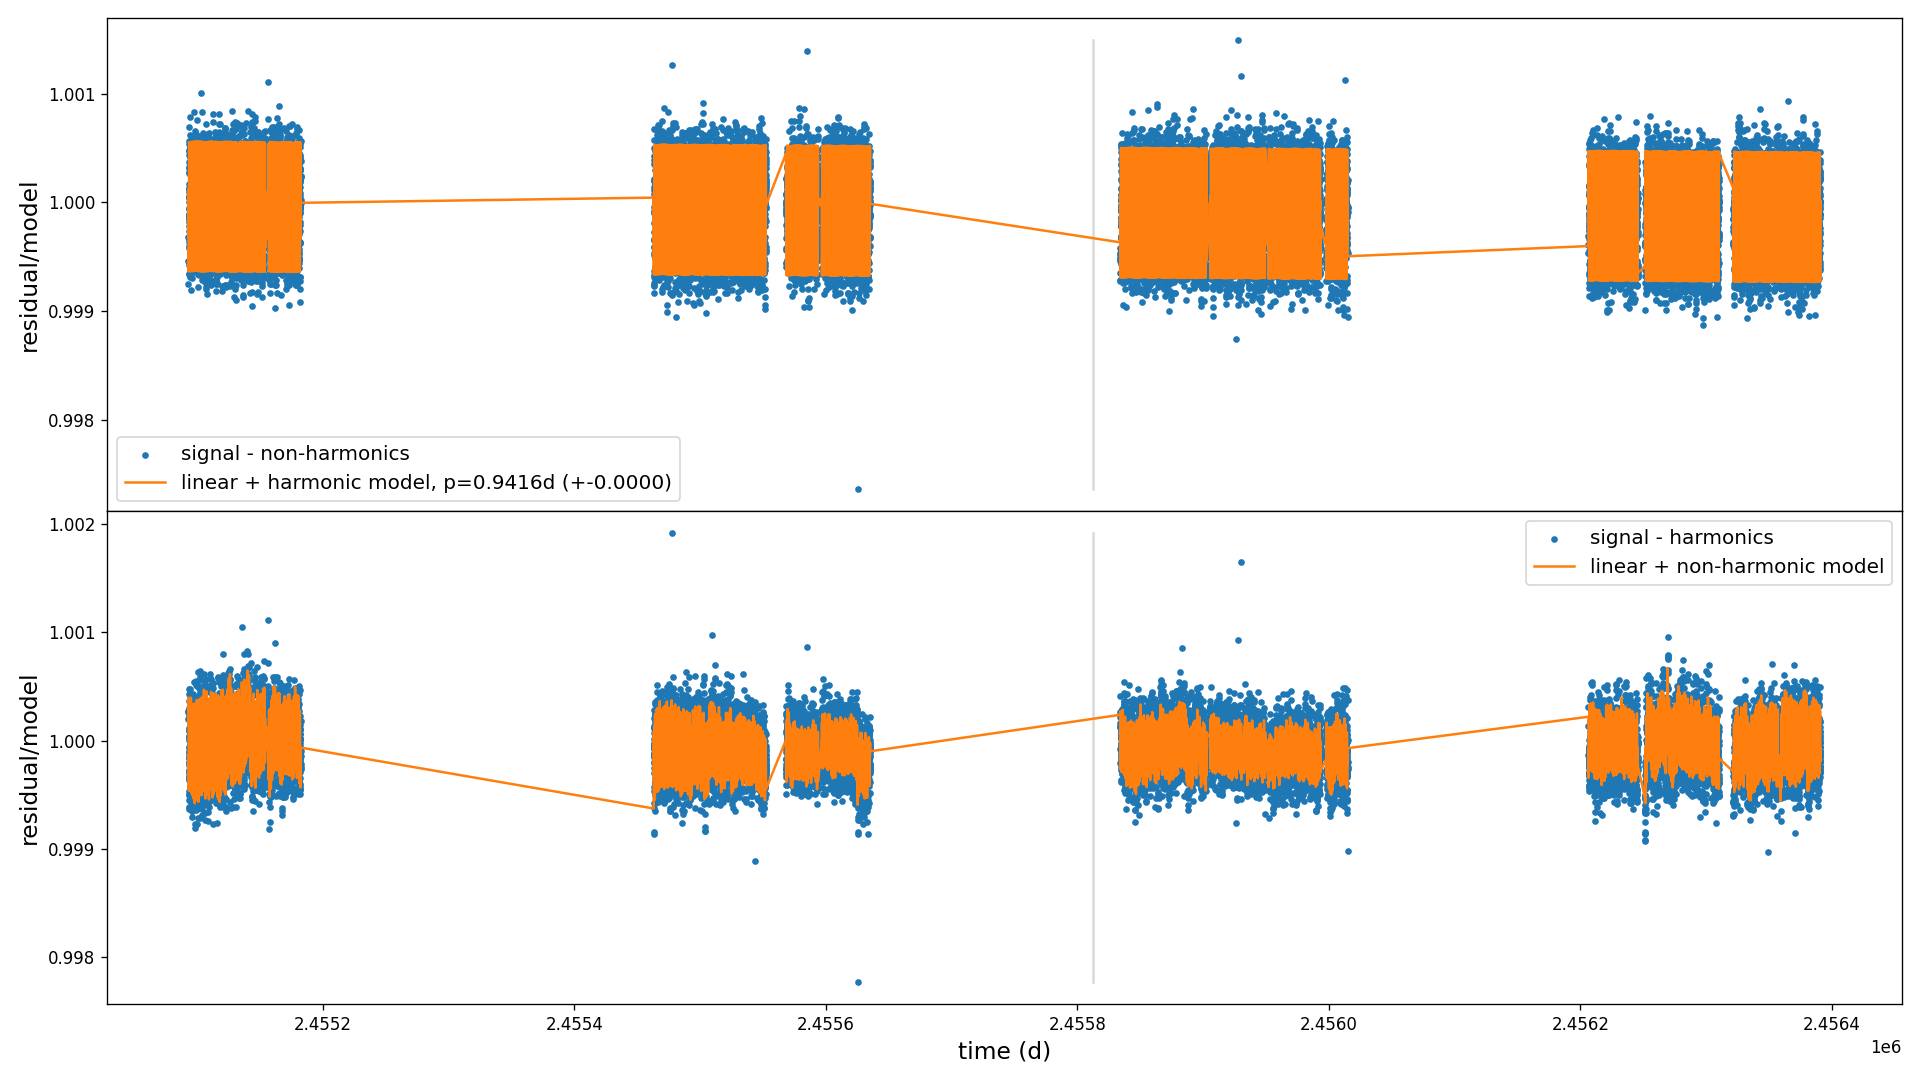 residual/model
1.001
1.000
0.999
0.998
signal - non-harmonics
linear + harmonic model, p=0.9416d (+-0.0000)
residual/model
1.002
1.001
1.000
0.999
0.998
signal - harmonics
linear + non-harmonic model
2.4552 2.4554 2.4556 2.4558 2.4560 2.4562 2.4564
1e6
time (d)